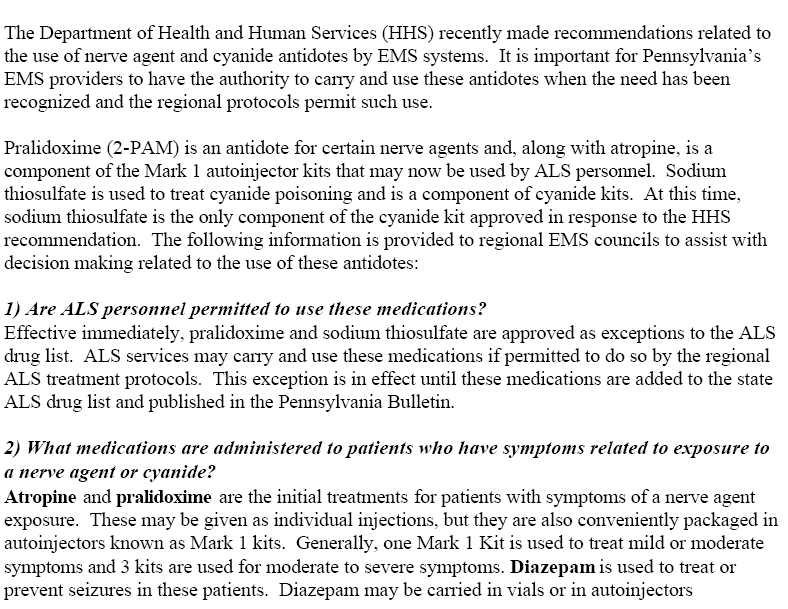 The Department of Health and Human Services (HHS) recently made recommendations related to
the use of nerve agent and cyanide antidotes by EMS systems.  It is important for Pennsylvania’s
EMS providers to have the authority to carry and use these antidotes when the need has been
recognized and the regional protocols permit such use.

Pralidoxime (2-PAM) is an antidote for certain nerve agents and, along with atropine, is a
component of the Mark 1 autoinjector kits that may now be used by ALS personnel.  Sodium
thiosulfate is used to treat cyanide poisoning and is a component of cyanide kits.  At this time,
sodium thiosulfate is the only component of the cyanide kit approved in response to the HHS
recommendation.  The following information is provided to regional EMS councils to assist with
decision making related to the use of these antidotes:

1) Are ALS personnel permitted to use these medications?
Effective immediately, pralidoxime and sodium thiosulfate are approved as exceptions to the ALS
drug list.  ALS services may carry and use these medications if permitted to do so by the regional
ALS treatment protocols.  This exception is in effect until these medications are added to the state
ALS drug list and published in the Pennsylvania Bulletin.

2) What medications are administered to patients who have symptoms related to exposure to
a nerve agent or cyanide?
Atropine and pralidoxime are the initial treatments for patients with symptoms of a nerve agent
exposure.  These may be given as individual injections, but they are also conveniently packaged in
autoinjectors known as Mark 1 kits.  Generally, one Mark 1 Kit is used to treat mild or moderate
symptoms and 3 kits are used for moderate to severe symptoms. Diazepam is used to treat or
prevent seizures in these patients.  Diazepam may be carried in vials or in autoinjectors